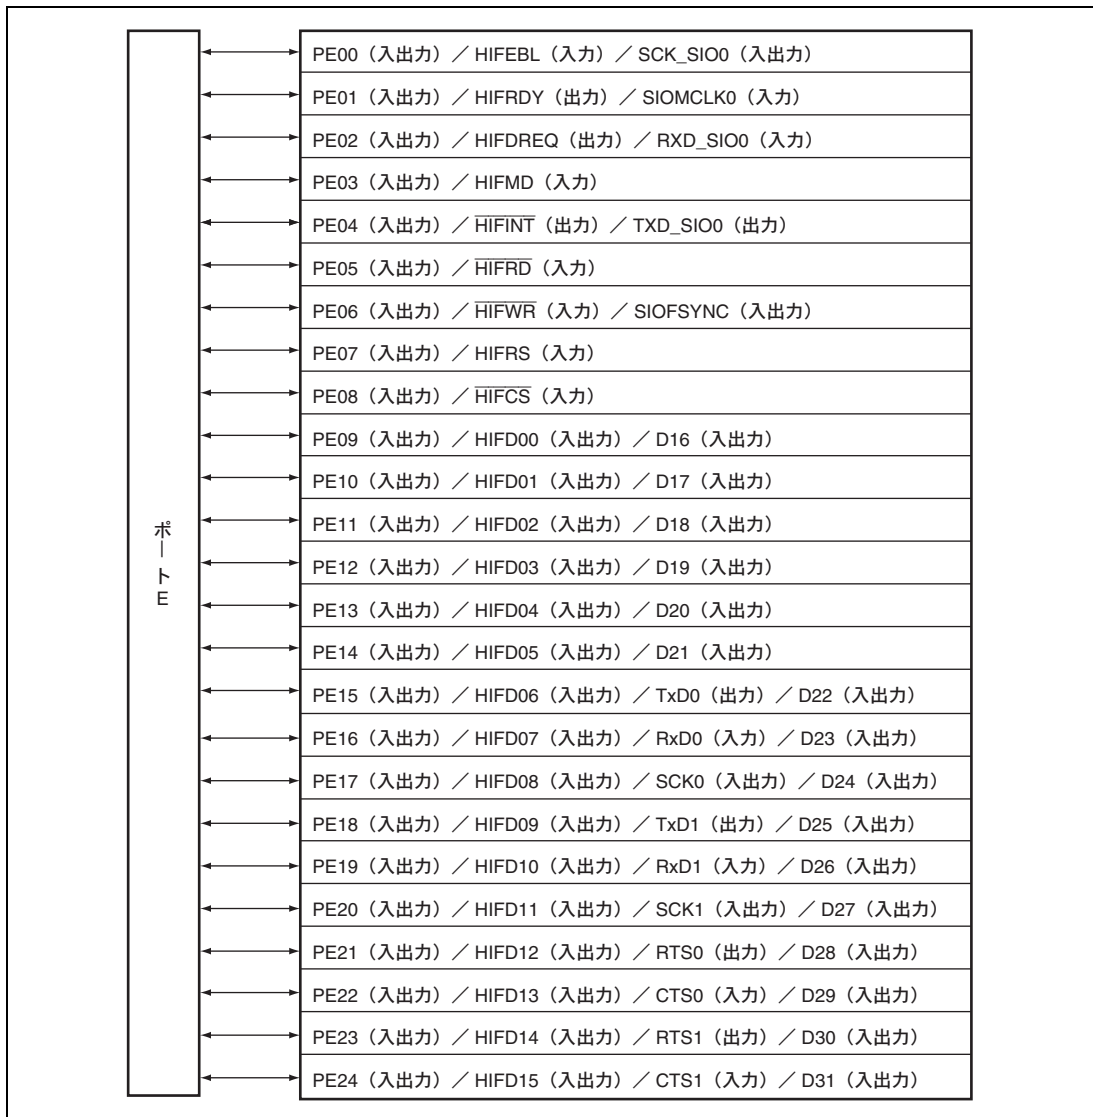 ポートE
PE00（入出力）／HIFEBL（入力）／SCK_SIO0（入出力）
PE01（入出力）／HIFRDY（出力）／SIOMCLK0（入力）
PE02（入出力）／HIFDREQ（出力）／RXD_SIO0（入力）
PE03（入出力）／HIFMD（入力）
PE04（入出力）／H̅I̅F̅I̅N̅T̅（出力）／TXD_SIO0（出力）
PE05（入出力）／H̅I̅F̅R̅D̅（入力）
PE06（入出力）／H̅I̅F̅W̅R̅（入力）／SIOFSYNC（入出力）
PE07（入出力）／HIFRS（入力）
PE08（入出力）／H̅I̅F̅C̅S̅（入力）
PE09（入出力）／HIFD00（入出力）／D16（入出力）
PE10（入出力）／HIFD01（入出力）／D17（入出力）
PE11（入出力）／HIFD02（入出力）／D18（入出力）
PE12（入出力）／HIFD03（入出力）／D19（入出力）
PE13（入出力）／HIFD04（入出力）／D20（入出力）
PE14（入出力）／HIFD05（入出力）／D21（入出力）
PE15（入出力）／HIFD06（入出力）／TxD0（出力）／D22（入出力）
PE16（入出力）／HIFD07（入出力）／RxD0（入力）／D23（入出力）
PE17（入出力）／HIFD08（入出力）／SCK0（入出力）／D24（入出力）
PE18（入出力）／HIFD09（入出力）／TxD1（出力）／D25（入出力）
PE19（入出力）／HIFD10（入出力）／RxD1（入力）／D26（入出力）
PE20（入出力）／HIFD11（入出力）／SCK1（入出力）／D27（入出力）
PE21（入出力）／HIFD12（入出力）／RTS0（出力）／D28（入出力）
PE22（入出力）／HIFD13（入出力）／CTS0（入力）／D29（入出力）
PE23（入出力）／HIFD14（入出力）／RTS1（出力）／D30（入出力）
PE24（入出力）／HIFD15（入出力）／CTS1（入力）／D31（入出力）